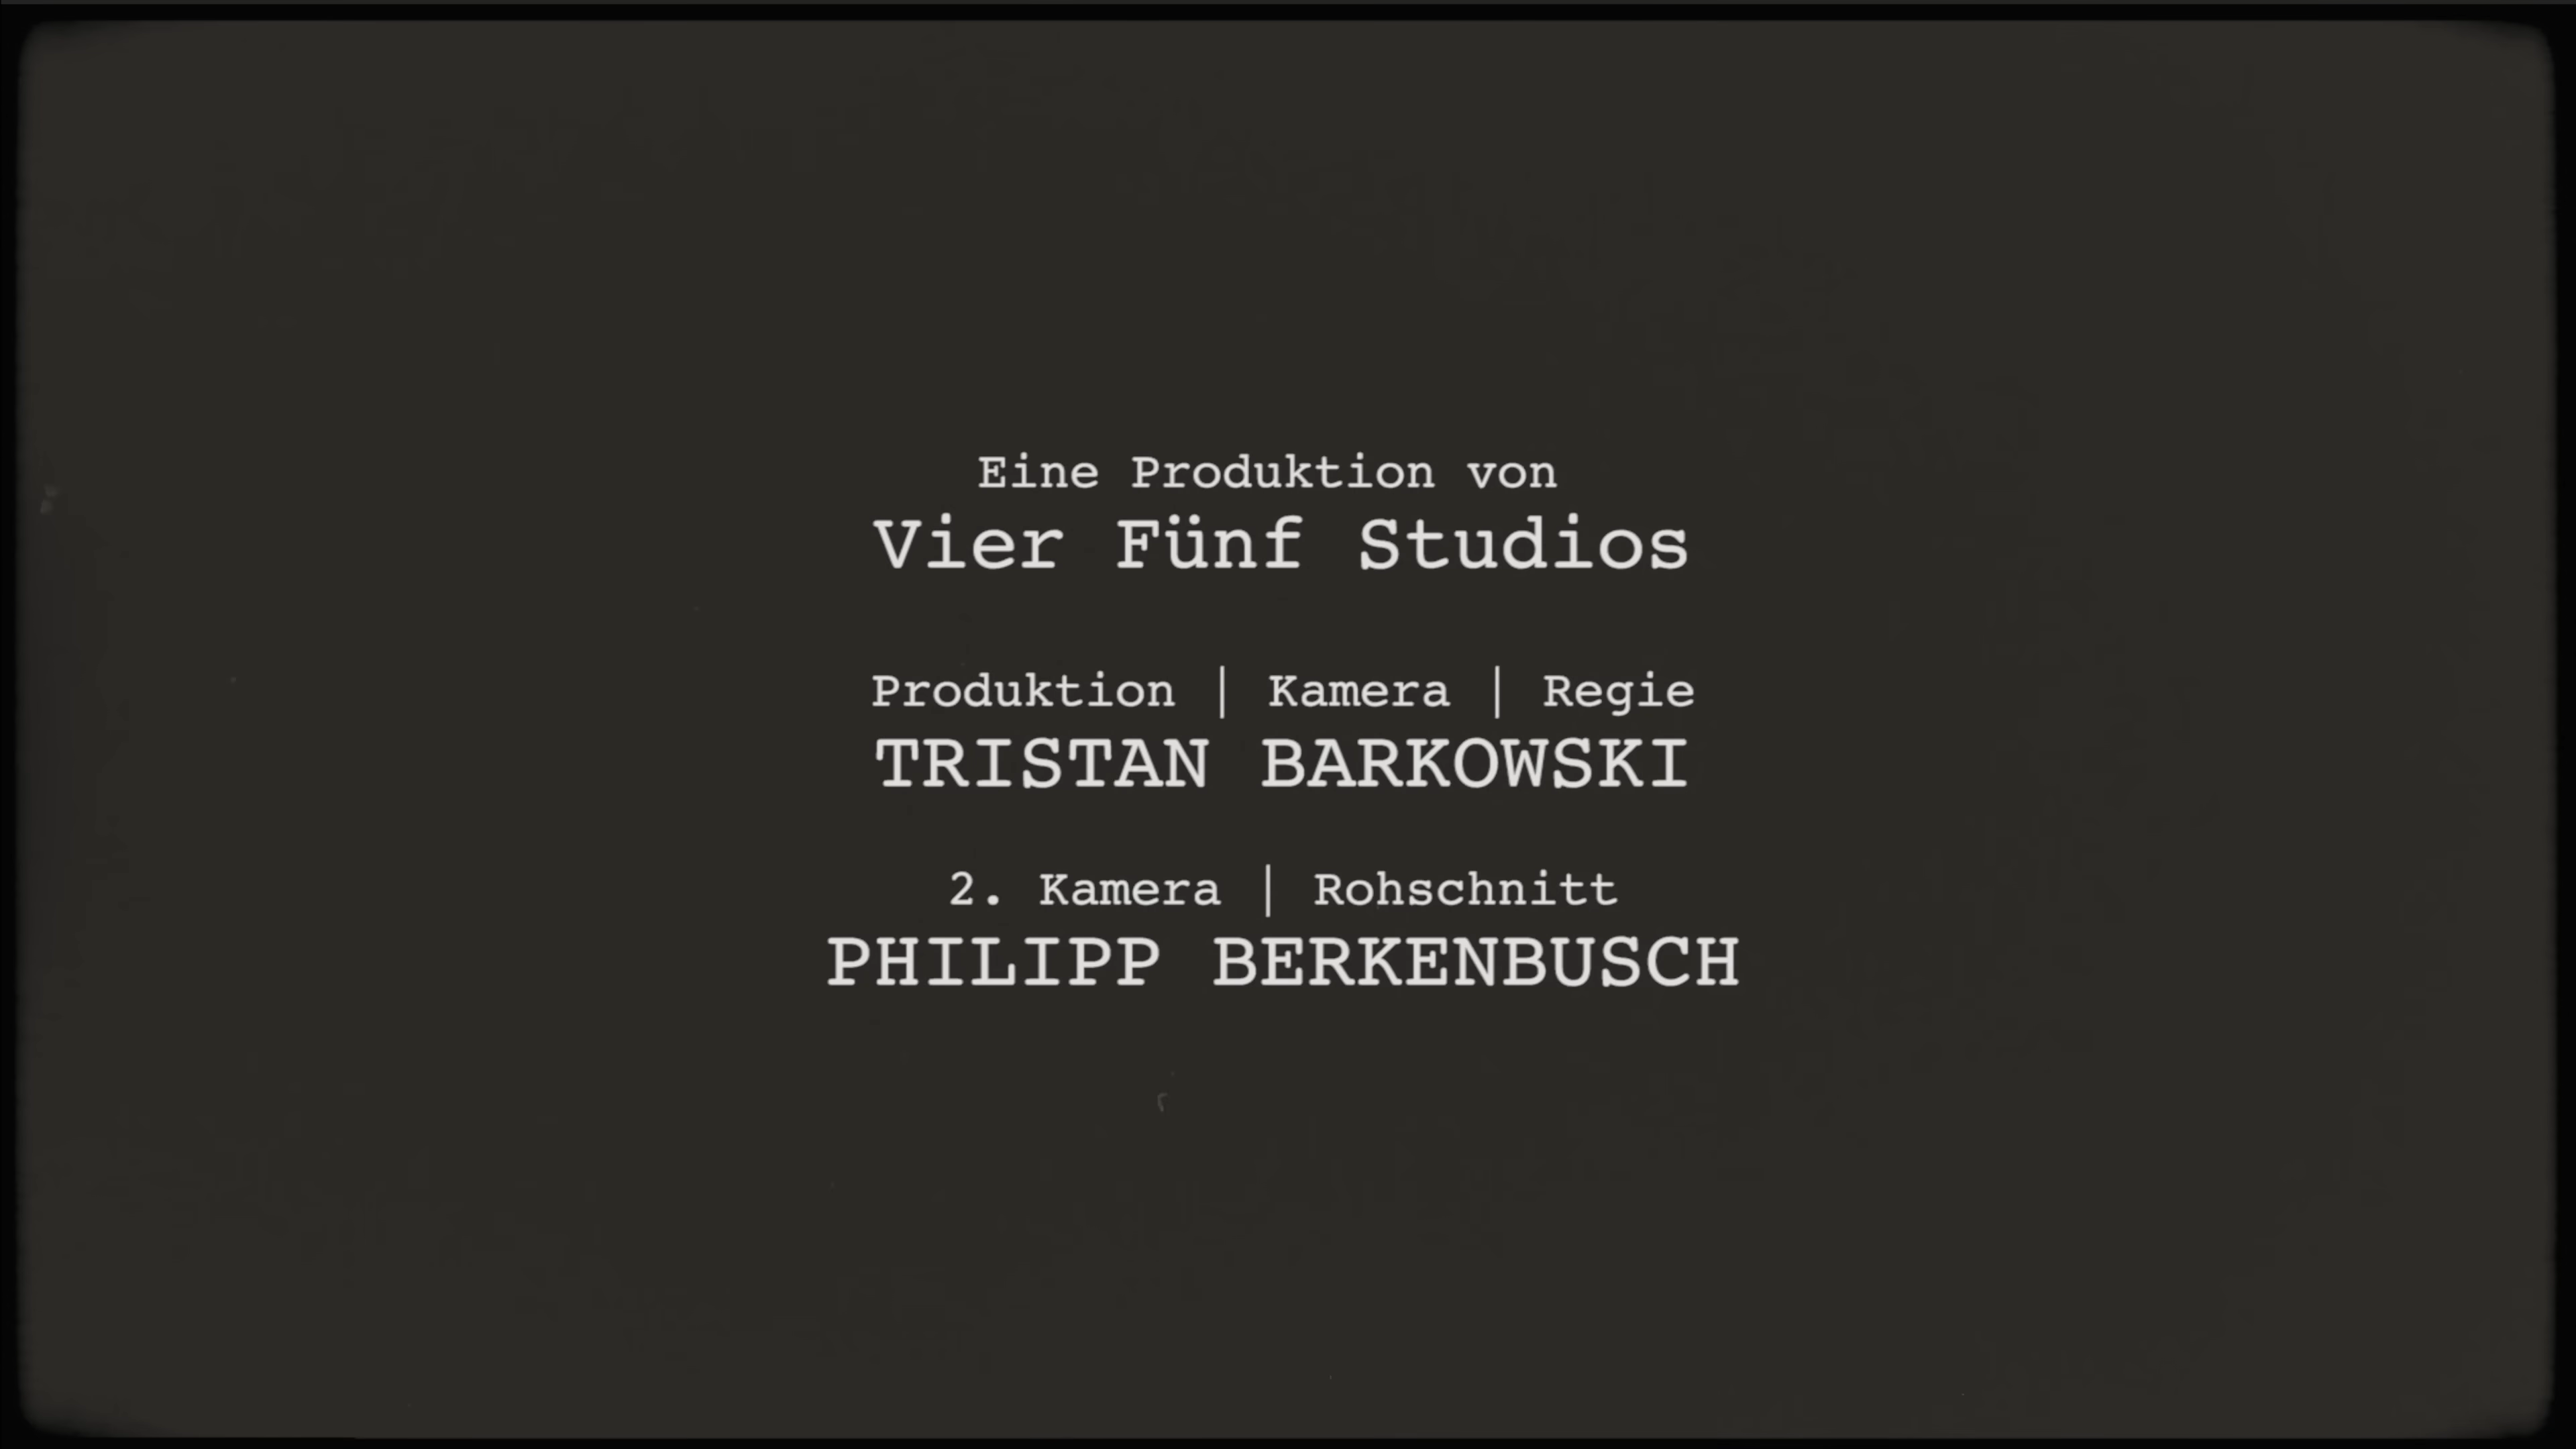 Eine Produktion von
Vier Fünf Studios
Produktion | Kamera | Regie
TRISTAN BARKOWSKI
2. Kamera | Rohschnitt
PHILIPP BERKENBUSCH